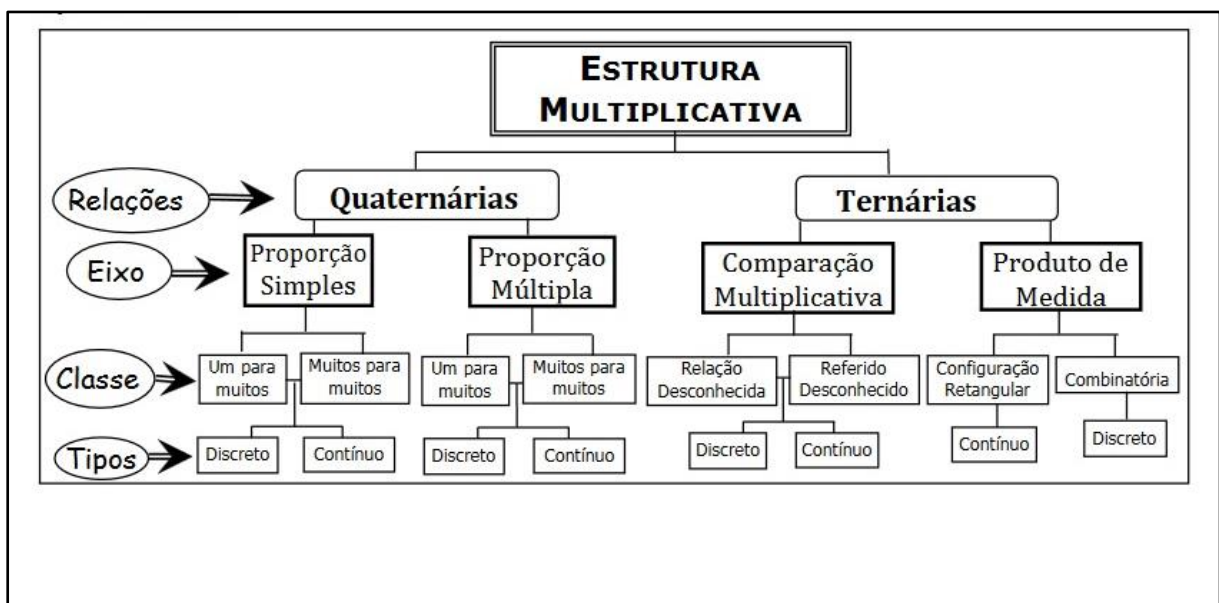 ESTRUTURA
MULTIPLICATIVA
Relações
Quaternárias
Ternárias
Eixo
Proporção
Simples
Proporção
Múltipla
Comparação
Multiplicativa
Produto de
Medida
Classe
Um para
muitos
Muitos para
muitos
Um para
muitos
Muitos para
muitos
Relação
Desconhecida
Referido
Desconhecido
Configuração
Retangular
Combinatória
Tipos
Discreto
Contínuo
Discreto
Contínuo
Discreto
Contínuo
Contínuo
Discreto